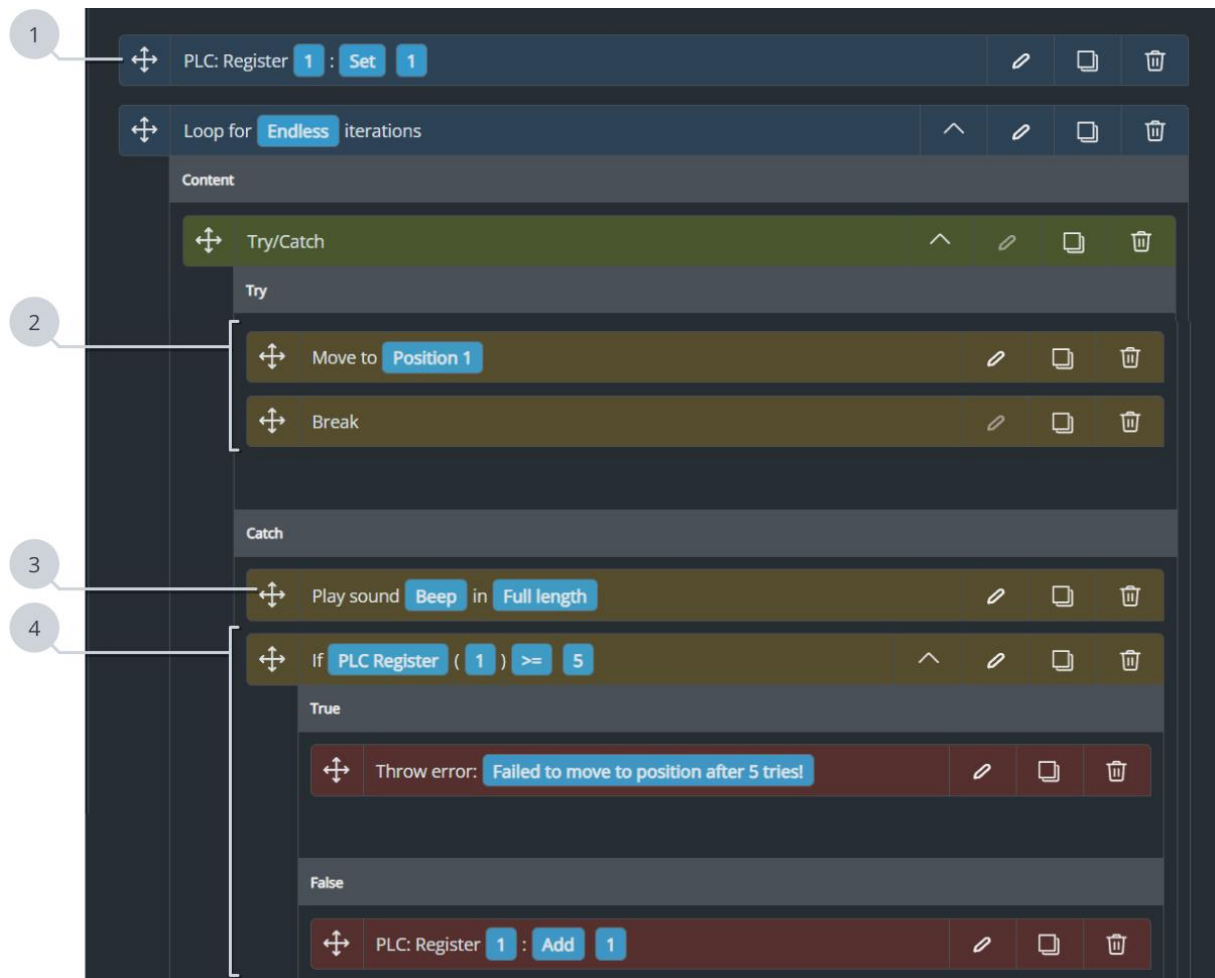 1
PLC: Register 1 : Set 1
Loop for Endless iterations
Content
Try/Catch
Try
2
Move to Position 1
Break
Catch
3
Play sound Beep in Full length
4
If PLC Register ( 1 ) >= 5
True
Throw error: Failed to move to position after 5 tries!
False
PLC: Register 1 : Add 1